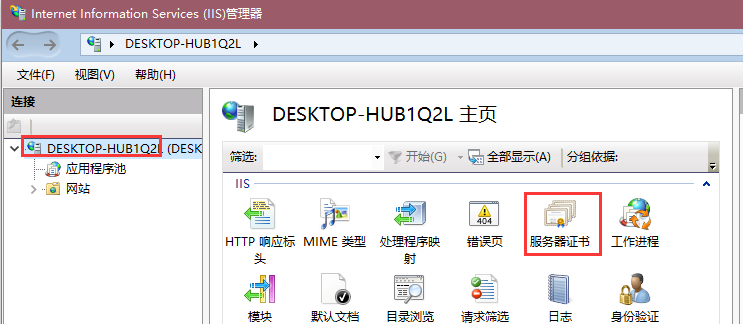 Internet Information Services (IIS)管理器
DESKTOP-HUB1Q2L
文件(F) 视图(V) 帮助(H)
连接
DESKTOP-HUB1Q2L (DESK
应用程序池
网站
DESKTOP-HUB1Q2L 主页
筛选: 开始(G) 全部显示(A) 分组依据:
IIS
HTTP 响应标头 MIME 类型 处理程序映射 错误页 404 服务器证书 工作进程
模块 默认文档 目录浏览 请求筛选 日志 身份验证